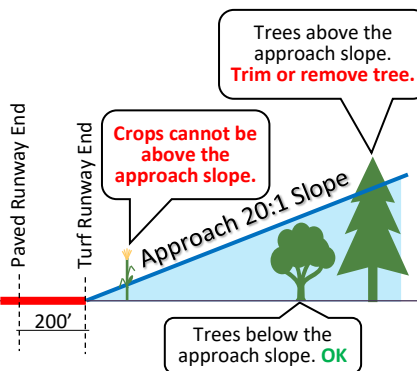 Trees above the
approach slope.
Trim or remove tree.
Crops cannot be
above the
approach slope.
Paved Runway End
Turf Runway End
Approach 20:1 Slope
200’
Trees below the
approach slope. OK